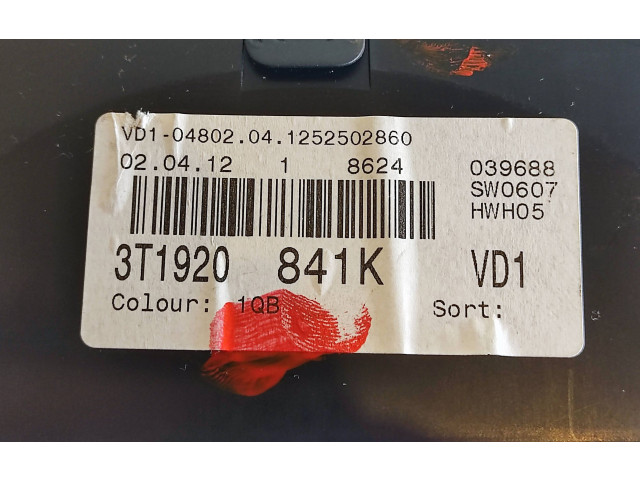 VD1-04802.04.1252502860
02.04.12 1 8624 039688
SW0607
HWH05
3T1920 841K VD1
Colour: 1QB Sort: